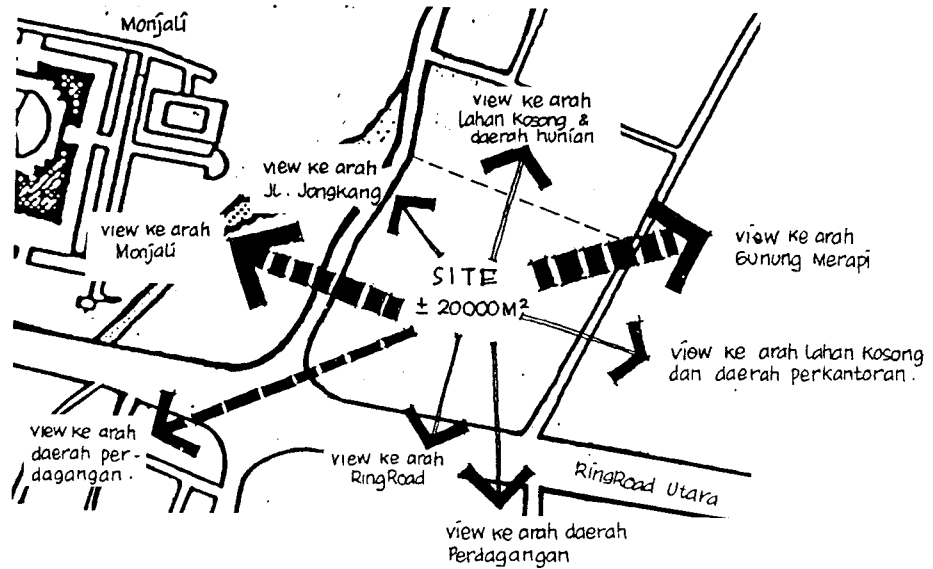 Monjali
view ke arah
lahan kosong &
daerah hunian
view ke arah
Jl. Jongkang
view ke arah
Monjali
view ke arah
Gunung Merapi
SITE
± 20000 M²
view ke arah lahan kosong
dan daerah perkantoran.
view ke arah
daerah per-
dagangan.
view ke arah
RingRoad
RingRoad Utara
view ke arah daerah
Perdagangan